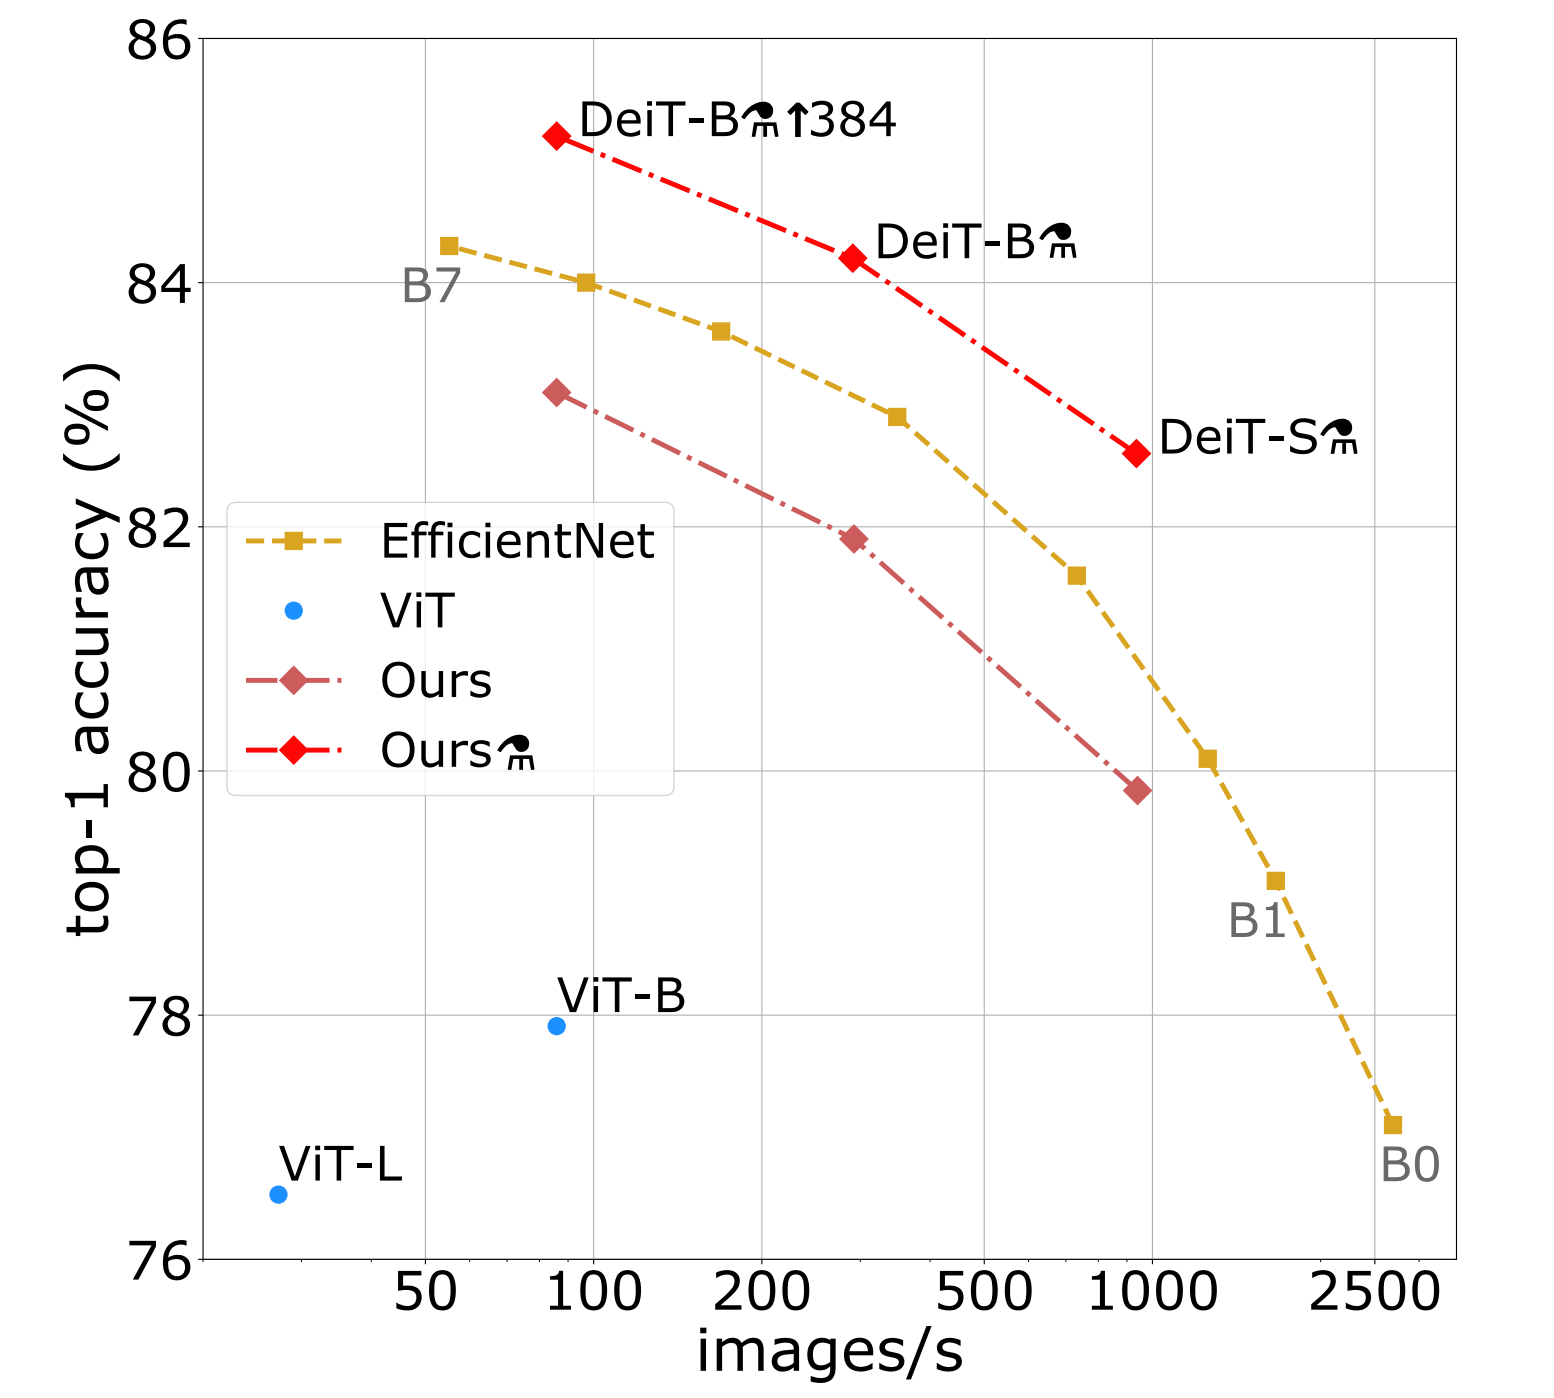 86
84
82
80
78
76
top-1 accuracy (%)
DeiT-B⚗↑384
DeiT-B⚗
B7
DeiT-S⚗
EfficientNet
ViT
Ours
Ours⚗
B1
ViT-B
ViT-L
B0
50 100 200 500 1000 2500
images/s